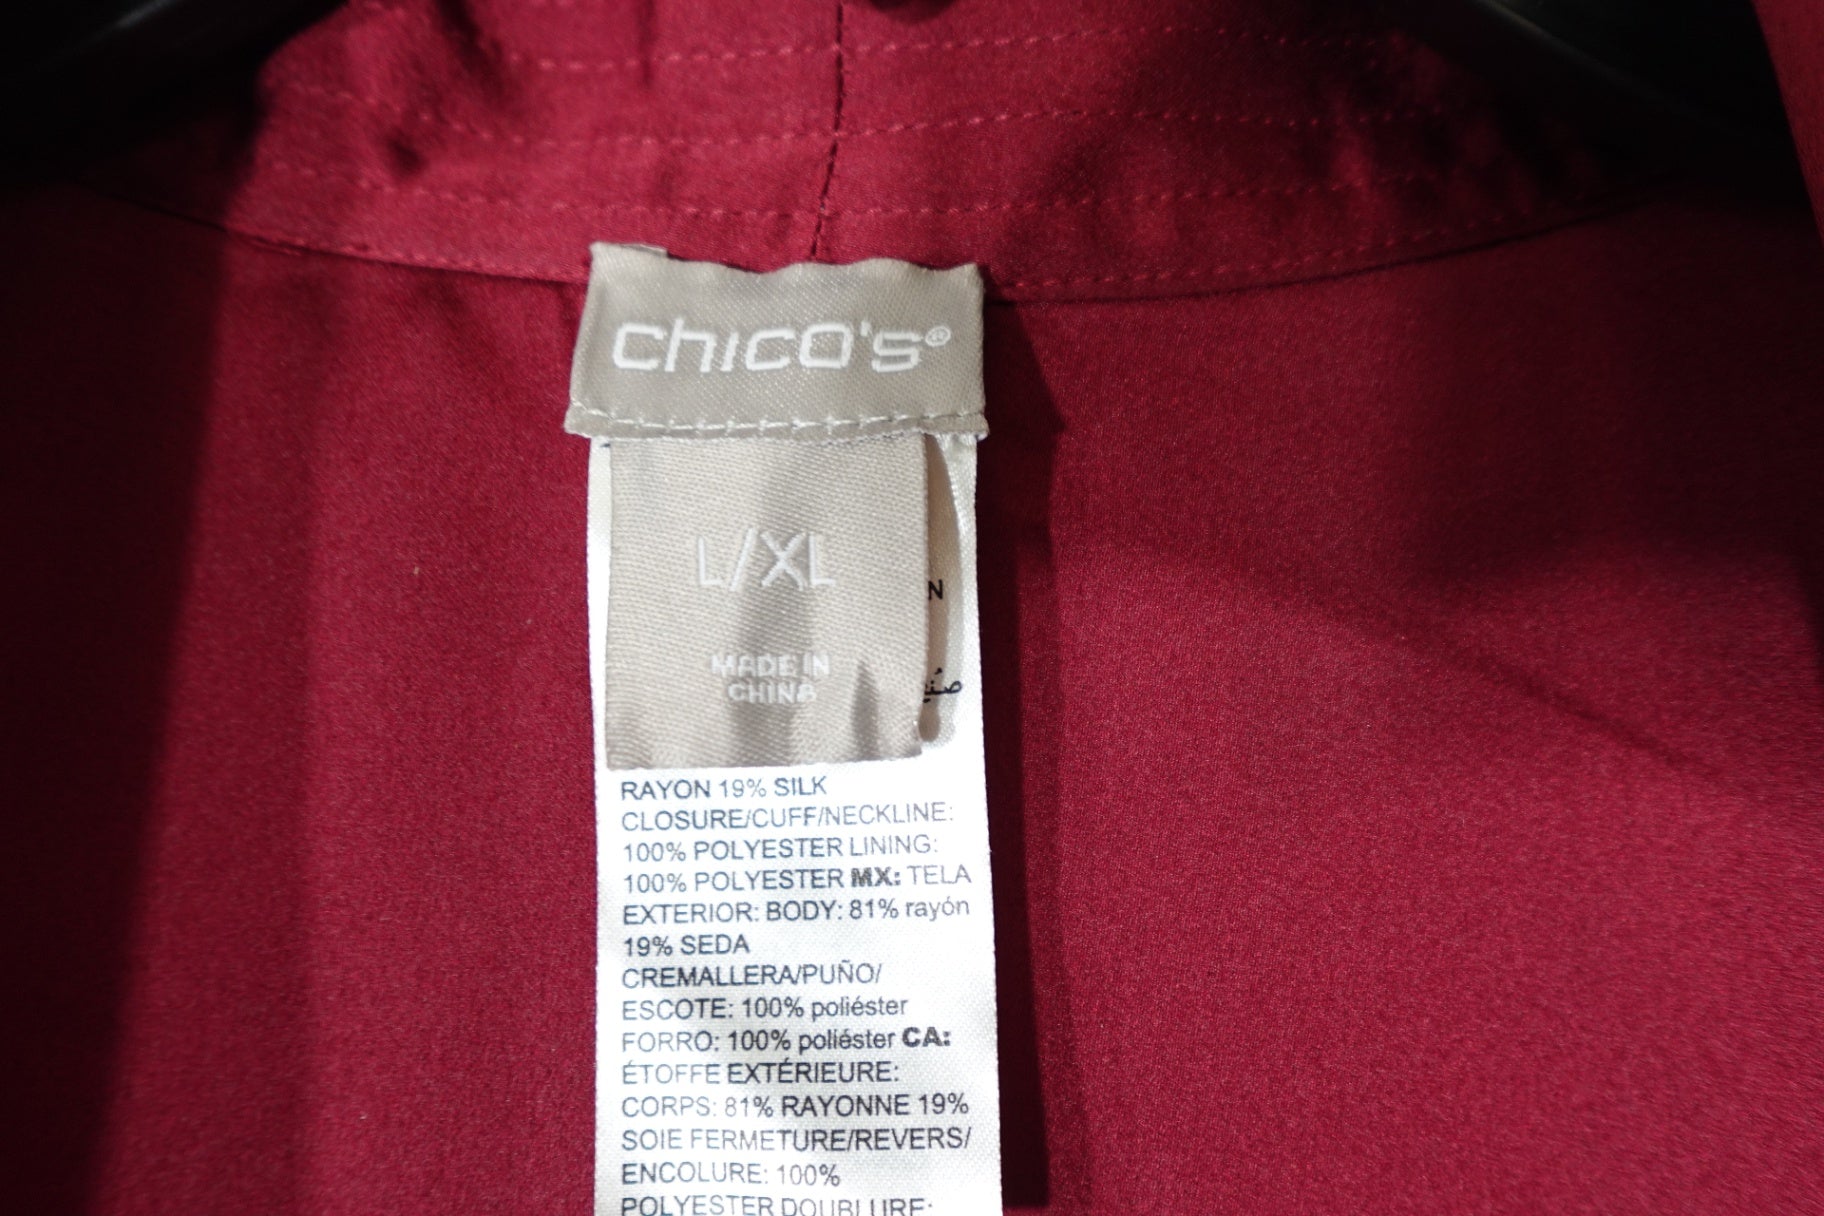 chico's®
L/XL
MADE IN
CHINA
N
RAYON 19% SILK
CLOSURE/CUFF/NECKLINE:
100% POLYESTER LINING:
100% POLYESTER MX: TELA
EXTERIOR: BODY: 81% rayón
19% SEDA
CREMALLERA/PUÑO/
ESCOTE: 100% poliéster
FORRO: 100% poliéster CA:
ÉTOFFE EXTÉRIEURE:
CORPS: 81% RAYONNE 19%
SOIE FERMETURE/REVERS/
ENCOLURE: 100%
POLYESTER DOUBLURE: